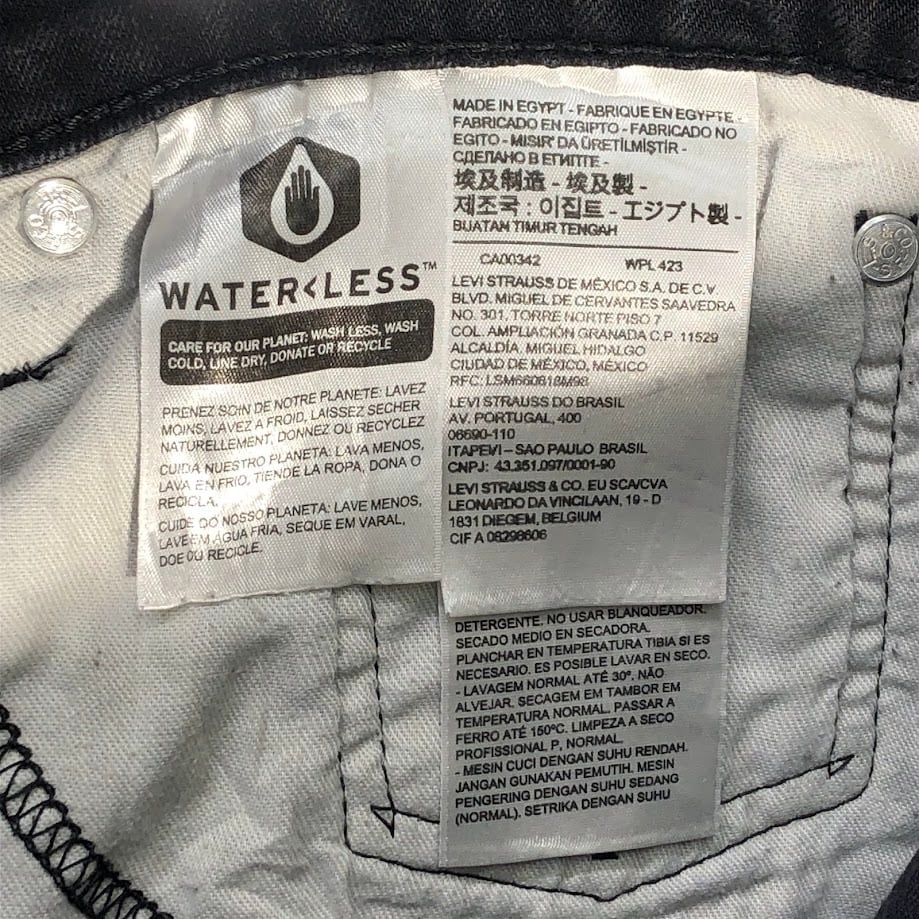 WATER<LESS™
CARE FOR OUR PLANET: WASH LESS, WASH
COLD, LINE DRY, DONATE OR RECYCLE
PRENEZ SOIN DE NOTRE PLANETE: LAVEZ
MOINS, LAVEZ A FROID, LAISSEZ SECHER
NATURELLEMENT, DONNEZ OU RECYCLEZ
CUIDA NUESTRO PLANETA: LAVA MENOS,
LAVA EN FRIO, TIENDE LA ROPA, DONA O
RECICLA.
CUIDE DO NOSSO PLANETA: LAVE MENOS,
LAVE EM ÁGUA FRIA, SEQUE EM VARAL,
DOE OU RECICLE.
MADE IN EGYPT - FABRIQUE EN EGYPTE -
FABRICADO EN EGIPTO - FABRICADO NO
EGITO - MISIR' DA ÜRETİLMİŞTİR -
СДЕЛАНО В ЕГИПТЕ -
埃及制造 - 埃及製 -
제조국 : 이집트 - エジプト製 -
BUATAN TIMUR TENGAH
CA00342 WPL 423
LEVI STRAUSS DE MÉXICO S.A. DE C.V.
BLVD. MIGUEL DE CERVANTES SAAVEDRA
NO. 301, TORRE NORTE PISO 7
COL. AMPLIACIÓN GRANADA C.P. 11529
ALCALDÍA. MIGUEL HIDALGO
CIUDAD DE MÉXICO, MÉXICO
RFC: LSM660818M98
LEVI STRAUSS DO BRASIL
AV. PORTUGAL, 400
06690-110
ITAPEVI – SAO PAULO BRASIL
CNPJ: 43.351.097/0001-90
LEVI STRAUSS & CO. EU SCA/CVA
LEONARDO DA VINCILAAN, 19 - D
1831 DIEGEM, BELGIUM
CIF A 08298606
DETERGENTE. NO USAR BLANQUEADOR.
SECADO MEDIO EN SECADORA.
PLANCHAR EN TEMPERATURA TIBIA SI ES
NECESARIO. ES POSIBLE LAVAR EN SECO.
- LAVAGEM NORMAL ATÉ 30º. NÃO
ALVEJAR. SECAGEM EM TAMBOR EM
TEMPERATURA NORMAL. PASSAR A
FERRO ATÉ 150ºC. LIMPEZA A SECO
PROFISSIONAL P, NORMAL.
- MESIN CUCI DENGAN SUHU RENDAH.
JANGAN GUNAKAN PEMUTIH. MESIN
PENGERING DENGAN SUHU SEDANG
(NORMAL). SETRIKA DENGAN SUHU